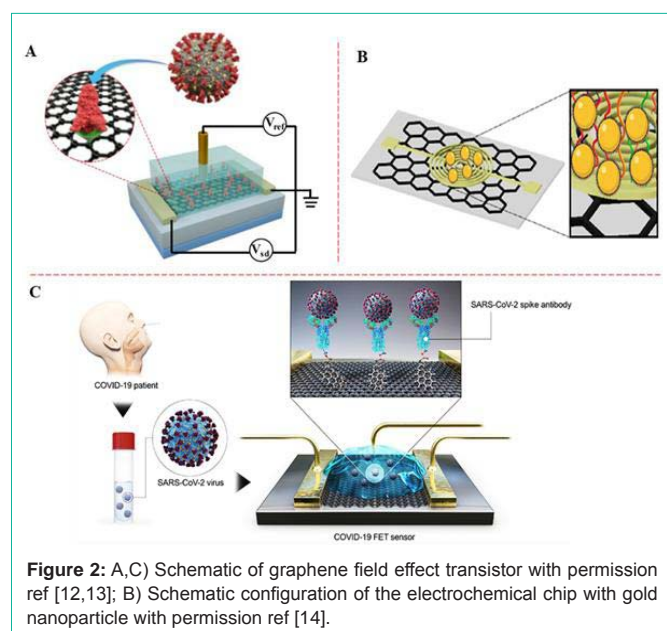 A
V_ref
V_sd
B
C
COVID-19 patient
SARS-CoV-2 virus
SARS-CoV-2 spike antibody
COVID-19 FET sensor
Figure 2: A,C) Schematic of graphene field effect transistor with permission
ref [12,13]; B) Schematic configuration of the electrochemical chip with gold
nanoparticle with permission ref [14].